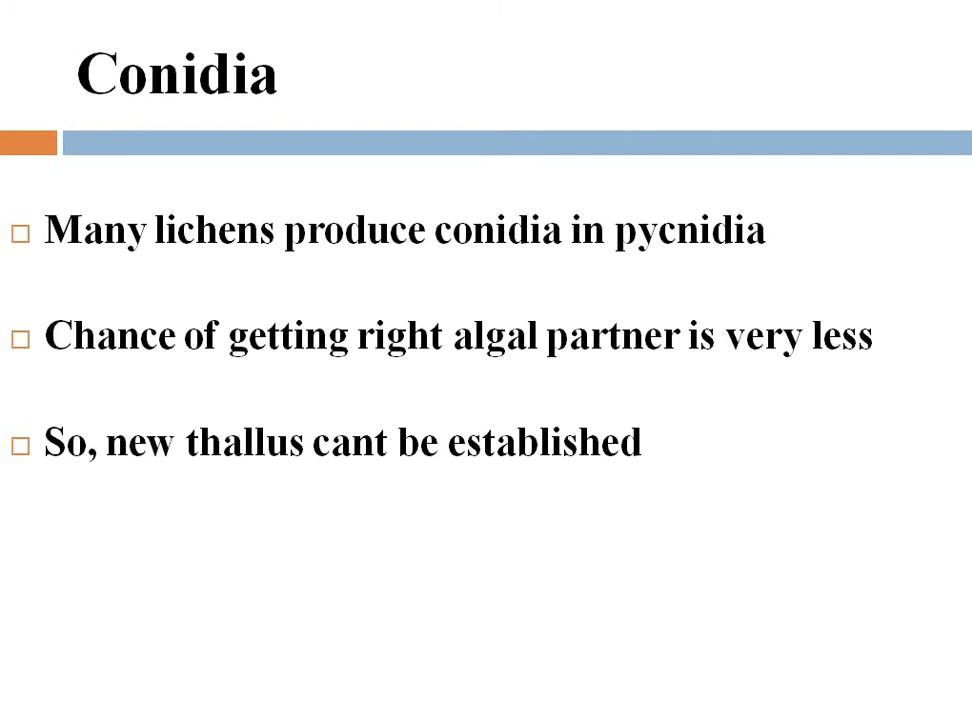 Conidia
Many lichens produce conidia in pycnidia
Chance of getting right algal partner is very less
So, new thallus cant be established